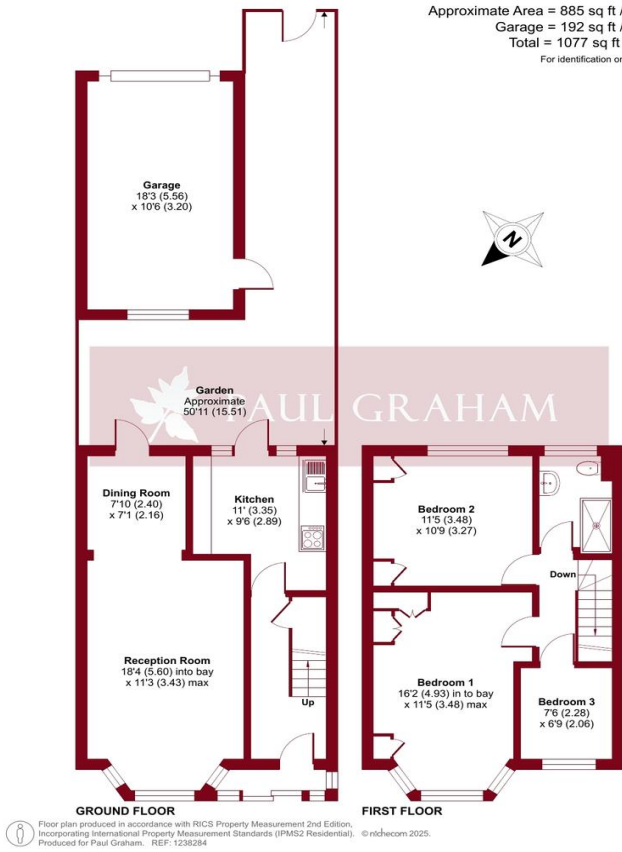 Approximate Area = 885 sq ft /
Garage = 192 sq ft /
Total = 1077 sq ft
For identification on
Garage
18'3 (5.56)
x 10'6 (3.20)
N
Garden
Approximate
50'11 (15.51)
PAUL GRAHAM
Dining Room
7'10 (2.40)
x 7'1 (2.16)
Kitchen
11' (3.35)
x 9'6 (2.89)
Bedroom 2
11'5 (3.48)
x 10'9 (3.27)
Down
Reception Room
18'4 (5.60) into bay
x 11'3 (3.43) max
Up
Bedroom 1
16'2 (4.93) in to bay
x 11'5 (3.48) max
Bedroom 3
7'6 (2.28)
x 6'9 (2.06)
GROUND FLOOR
FIRST FLOOR
Floor plan produced in accordance with RICS Property Measurement 2nd Edition,
Incorporating International Property Measurement Standards (IPMS2 Residential). © ntchecom 2025.
Produced for Paul Graham. REF: 1238284